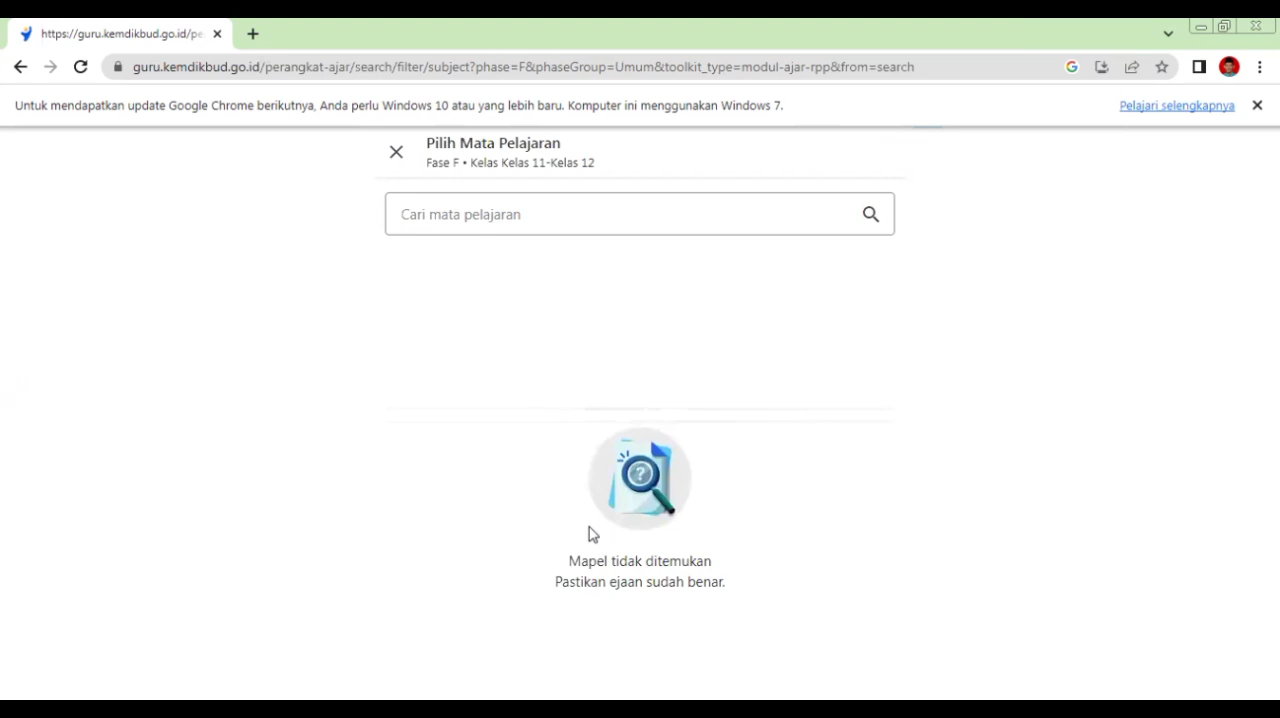 https://guru.kemdikbud.go.id/pe
guru.kemdikbud.go.id/perangkat-ajar/search/filter/subject?phase=F&phaseGroup=Umum&toolkit_type=modul-ajar-rpp&from=search
Untuk mendapatkan update Google Chrome berikutnya, Anda perlu Windows 10 atau yang lebih baru. Komputer ini menggunakan Windows 7.
Pelajari selengkapnya
Pilih Mata Pelajaran
Fase F • Kelas Kelas 11-Kelas 12
Cari mata pelajaran
Mapel tidak ditemukan
Pastikan ejaan sudah benar.